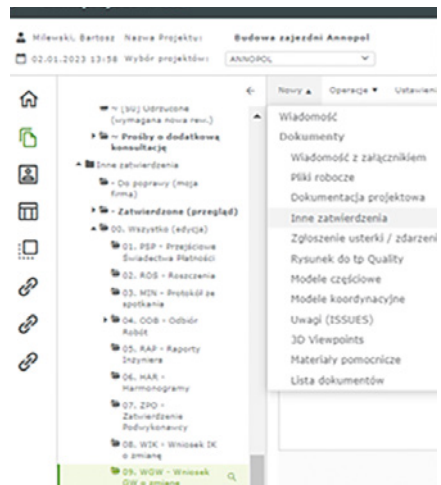 Milewski, Bartosz Nazwa Projektu: Budowa zajezdni Annopol
02.01.2023 13:58 Wybór projektów: ANNOPOL
Nowy Operacje Ustawieni
~ [SU] Odrzucone
(wymagana nowa rew.)
~ Prośby o dodatkową
konsultację
Inne zatwierdzenia
- Do poprawy (moja
firma)
- Zatwierdzone (przegląd)
00. Wszystko (edycja)
01. PSP - Przejściowe
Świadectwa Płatności
02. ROS - Roszczenia
03. MIN - Protokół ze
spotkania
04. ODB - Odbiór
Robót
05. RAP - Raporty
Inżyniera
06. HAR -
Harmonogramy
07. ZPO -
Zatwierdzenie
Podwykonawcy
08. WIK - Wniosek IK
o zmianę
09. WGW - Wniosek
GW o zmianę
Wiadomość
Dokumenty
Wiadomość z załącznikiem
Pliki robocze
Dokumentacja projektowa
Inne zatwierdzenia
Zgłoszenie usterki / zdarzeni
Rysunek do tp Quality
Modele częściowe
Modele koordynacyjne
Uwagi (ISSUES)
3D Viewpoints
Materiały pomocnicze
Lista dokumentów